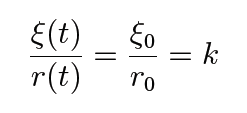 ξ(t)/r(t) = ξ₀/r₀ = k